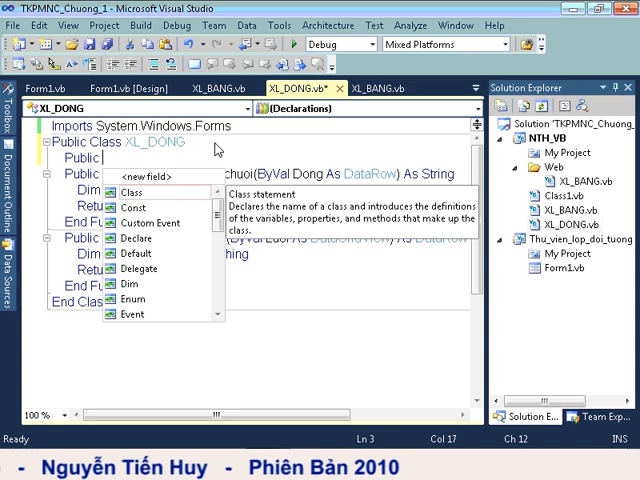 TKPMNC_Chuong_1 - Microsoft Visual Studio
File Edit View Project Build Debug Team Data Tools Architecture Test Analyze Window Help
Debug Mixed Platforms
Form1.vb Form1.vb [Design] XL_BANG.vb XL_DONG.vb* XL_BANG.vb
XL_DONG (Declarations)
Imports System.Windows.Forms
Public Class XL_DONG
Public
Public chuoi(ByVal Dong As DataRow) As String
Dim
Retu
End Fu
Public (ByVal Luoi As DataGridView) As DataRow
Dim hing
Retu
End Fu
End Clas
<new field>
Class
Const
Custom Event
Declare
Default
Delegate
Dim
Enum
Event
Class statement
Declares the name of a class and introduces the definitions
of the variables, properties, and methods that make up the
class.
100 %
Toolbox
Document Outline
Data Sources
Solution Explorer
Solution 'TKPMNC_Chuong_
NTH_VB
My Project
Web
XL_BANG.vb
Class1.vb
XL_BANG.vb
XL_DONG.vb
Thu_vien_lop_doi_tuong
My Project
Form1.vb
Solution E... Team Exp...
Ready Ln 3 Col 17 Ch 12 INS
- Nguyễn Tiến Huy - Phiên Bản 2010